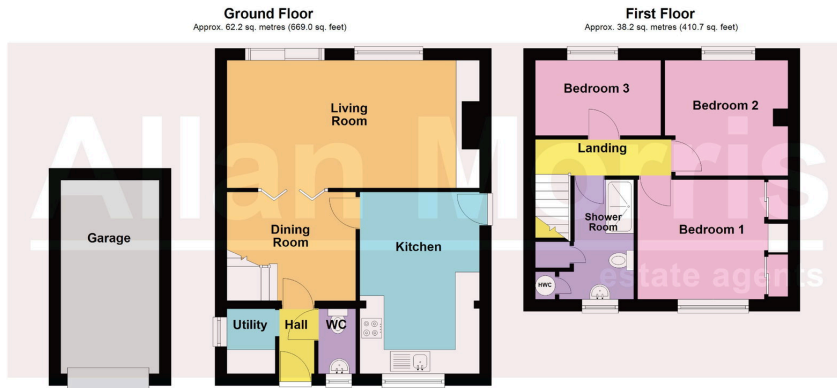 Ground Floor
Approx. 62.2 sq. metres (669.0 sq. feet)
First Floor
Approx. 38.2 sq. metres (410.7 sq. feet)
Allan Morris
estate agents
Living
Room
Bedroom 3
Bedroom 2
Landing
Garage
Dining
Room
Kitchen
Shower
Room
Bedroom 1
HWC
Utility
Hall
WC